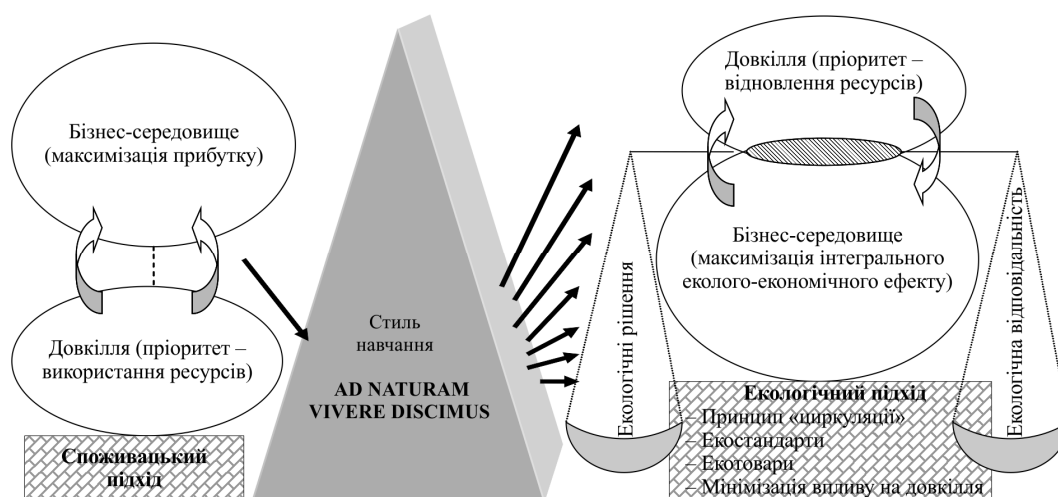 Бізнес-середовище
(максимізація прибутку)
Довкілля (пріоритет –
використання ресурсів)
Споживацький
підхід
Стиль
навчання
AD NATURAM
VIVERE DISCIMUS
Довкілля (пріоритет –
відновлення ресурсів)
Бізнес-середовище
(максимізація інтегрального
еколого-економічного ефекту)
Екологічні рішення
Екологічна відповідальність
Екологічний підхід
– Принцип «циркуляції»
– Екостандарти
– Екотовари
– Мінімізація впливу на довкілля